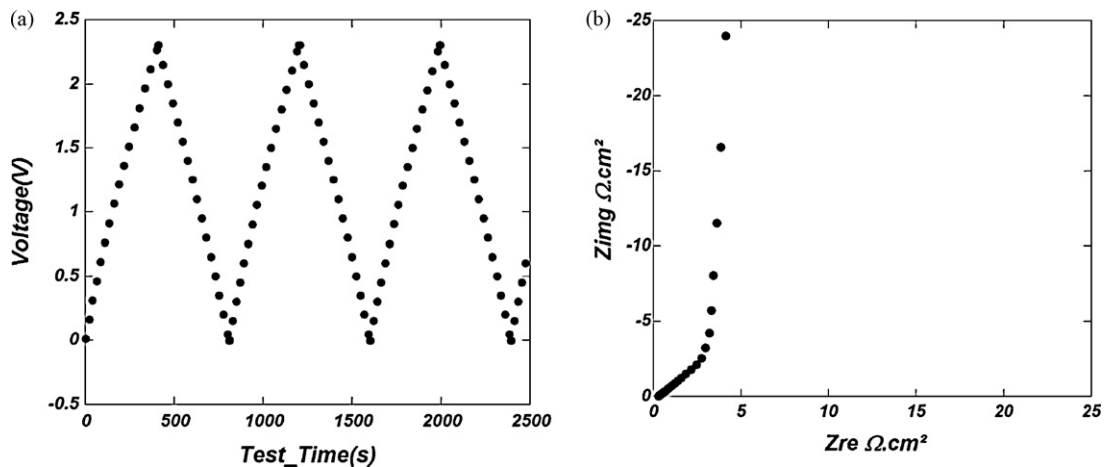 (a)
2.5
2
1.5
1
0.5
0
-0.5
Voltage(V)
0 500 1000 1500 2000 2500
Test_Time(s)
(b)
-25
-20
-15
-10
-5
0
Zimg Ω.cm²
0 5 10 15 20 25
Zre Ω.cm²